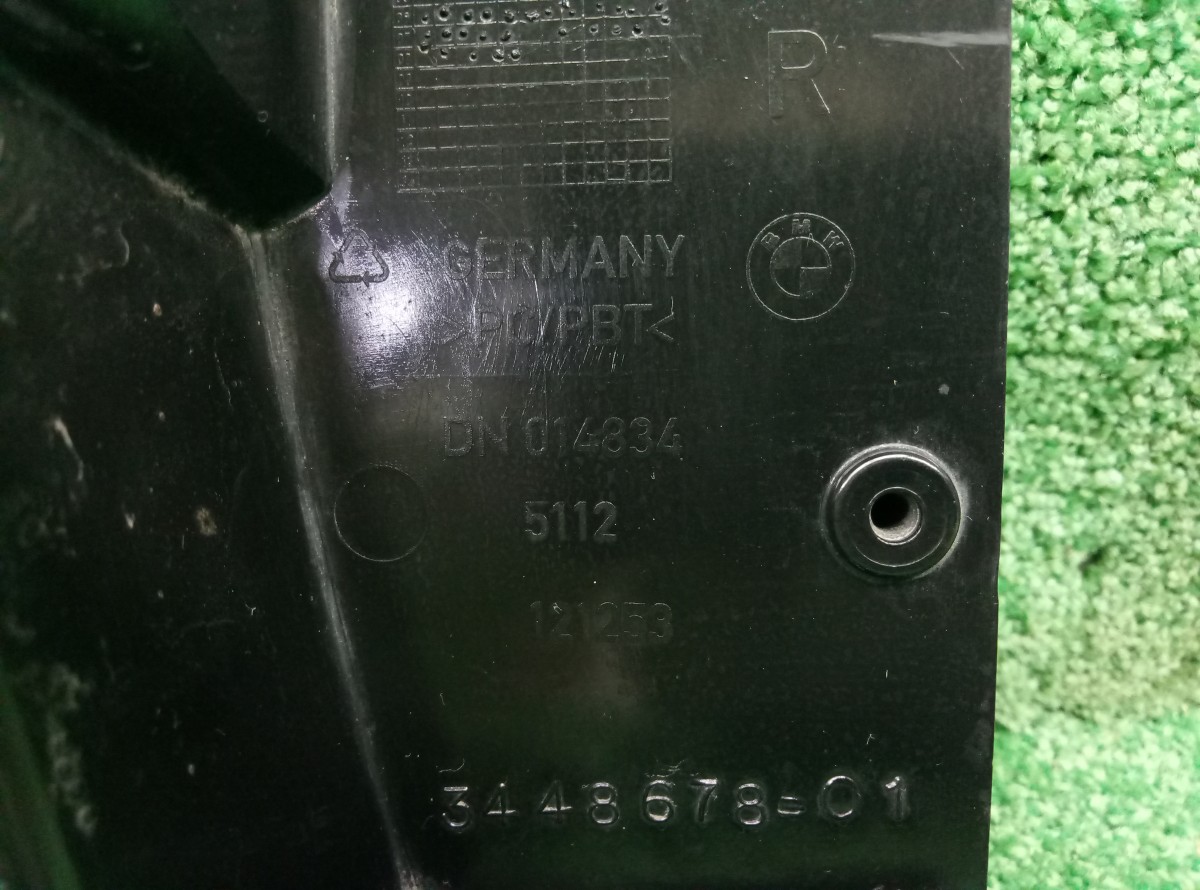 R
GERMANY
BMW
>PC/PBT<
DN 014834
5112
121253
3448678-01